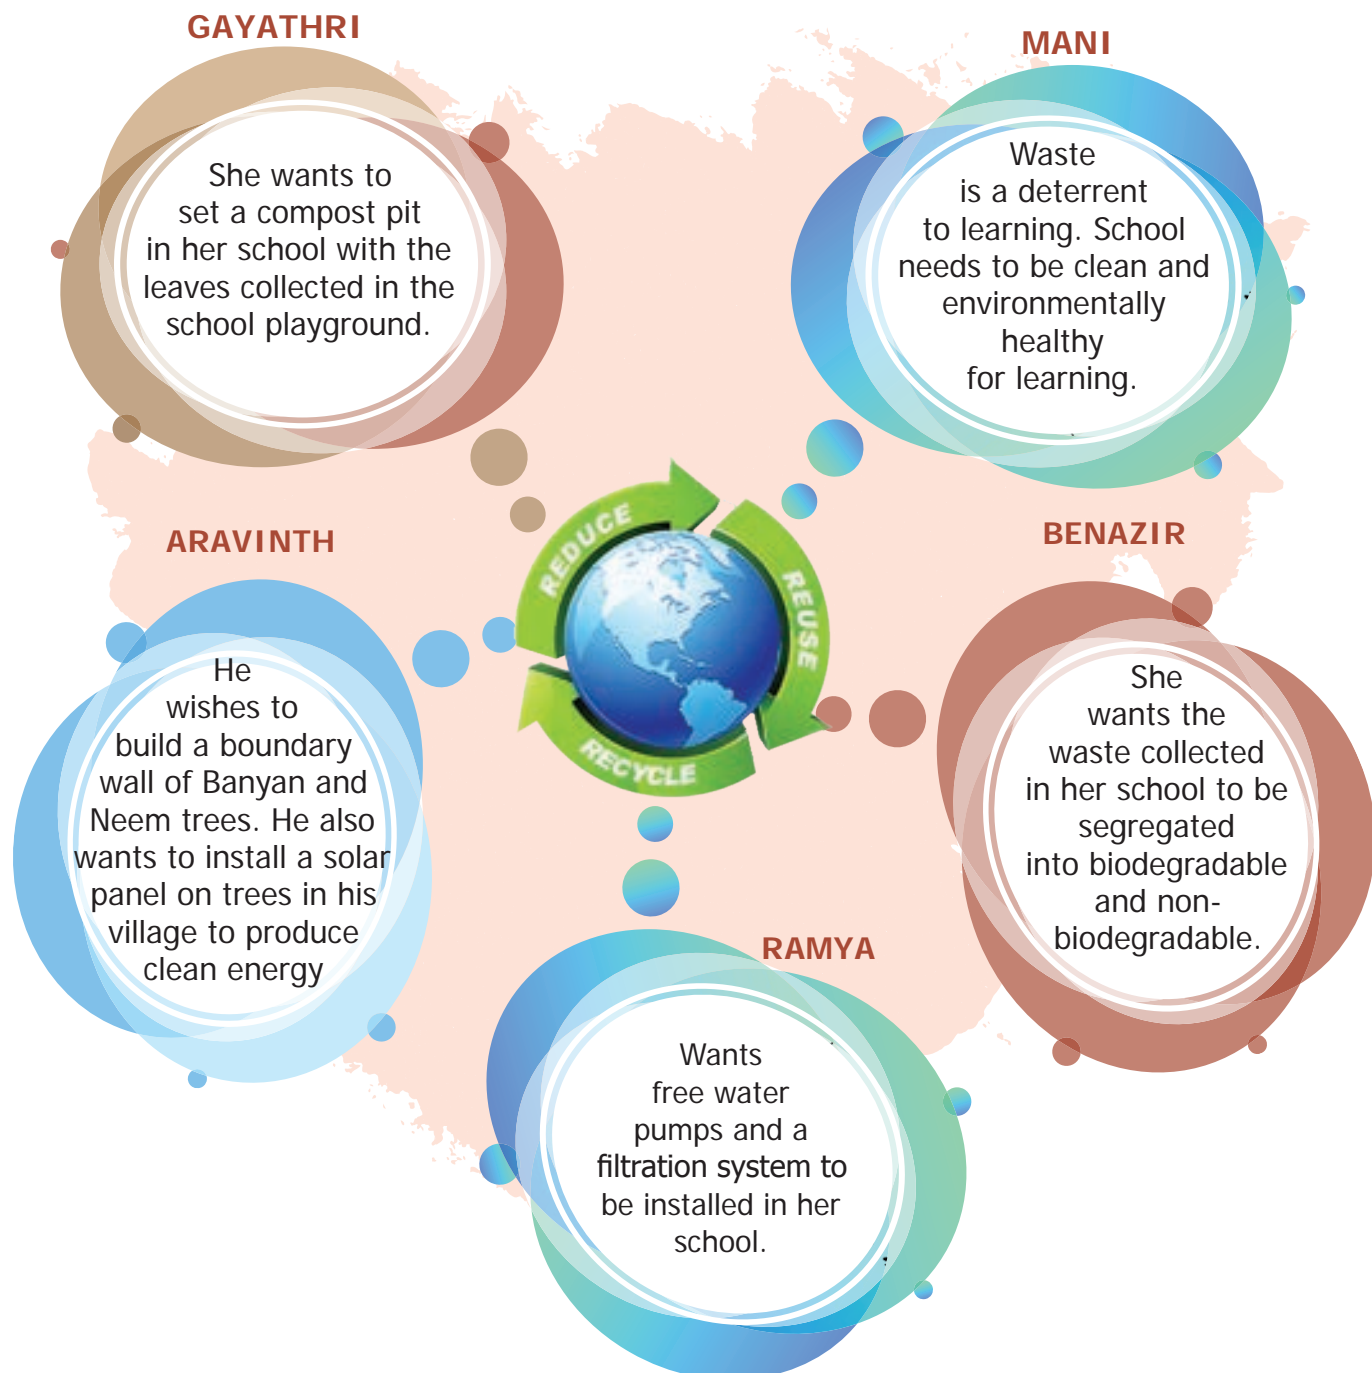 GAYATHRI
She wants to
set a compost pit
in her school with the
leaves collected in the
school playground.
MANI
Waste
is a deterrent
to learning. School
needs to be clean and
environmentally
healthy
for learning.
REDUCE
REUSE
RECYCLE
ARAVINTH
He
wishes to
build a boundary
wall of Banyan and
Neem trees. He also
wants to install a solar
panel on trees in his
village to produce
clean energy
BENAZIR
She
wants the
waste collected
in her school to be
segregated
into biodegradable
and non-
biodegradable.
RAMYA
Wants
free water
pumps and a
filtration system to
be installed in her
school.